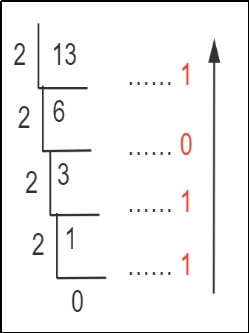 2 13 ...... 1
2 6 ...... 0
2 3 ...... 1
2 1 ...... 1
0